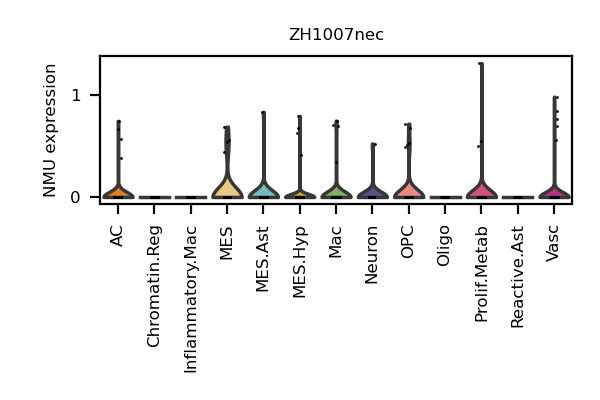 ZH1007nec
NMU expression
1
0
AC
Chromatin.Reg
Inflammatory.Mac
MES
MES.Ast
MES.Hyp
Mac
Neuron
OPC
Oligo
Prolif.Metab
Reactive.Ast
Vasc